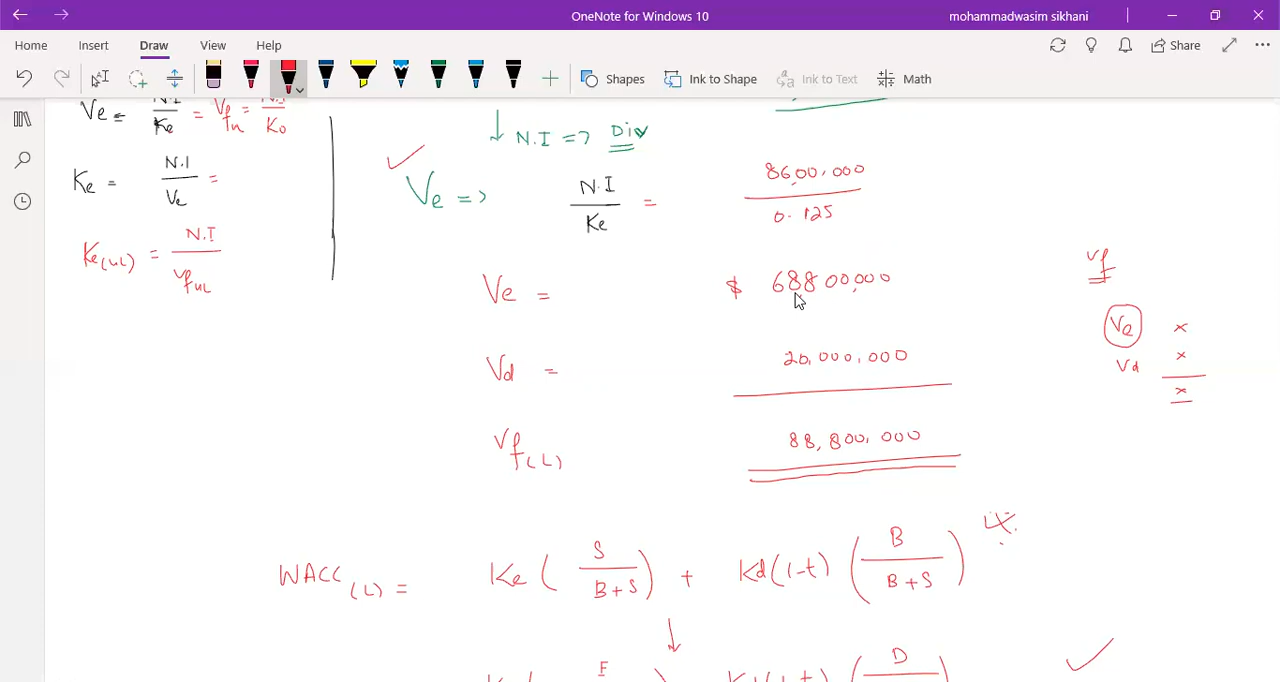 OneNote for Windows 10
mohammadwasim sikhani
Home Insert Draw View Help
Share
Shapes
Ink to Shape
Ink to Text
Math
Ve = N.I / Ke = Vfu = N.I / Ko
Ke = N.I / Ve =
Ke(UL) = N.I / VfUL
↓ N.I => Div
Ve => N.I / Ke = 8600,000 / 0.125
Ve = $ 68800,000
Vd = 20,000,000
Vf(L) 88,800,000
Vf
Ve x
Vd x
x
WACC(L) = Ke ( S / B+S ) + Kd(1-t) ( B / B+S )
↓